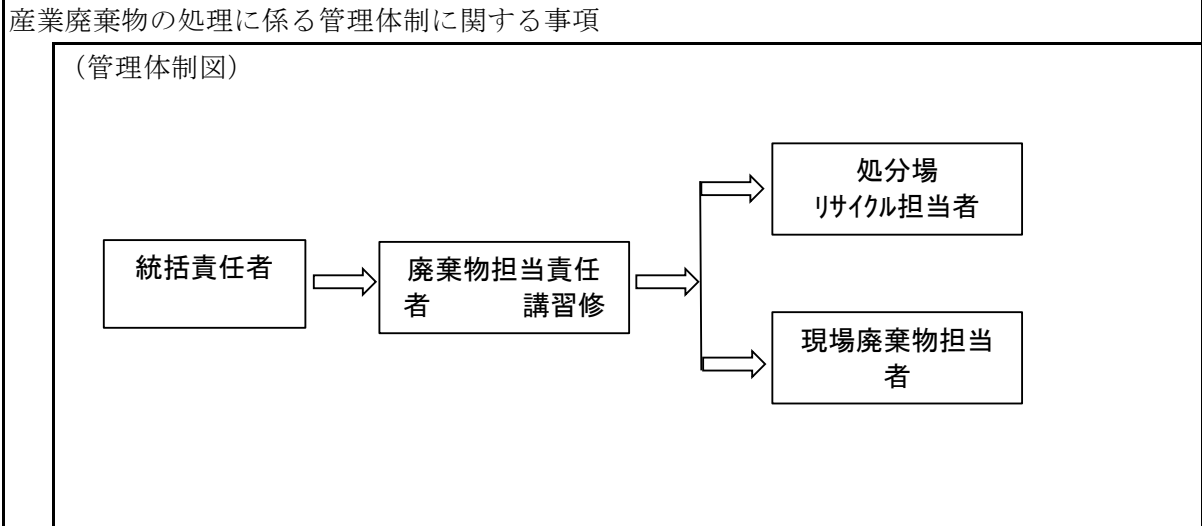 産業廃棄物の処理に係る管理体制に関する事項
（管理体制図）
処分場
ﾘｻｲｸﾙ担当者
統括責任者
廃棄物担当責任
者　　　講習修
現場廃棄物担当
者